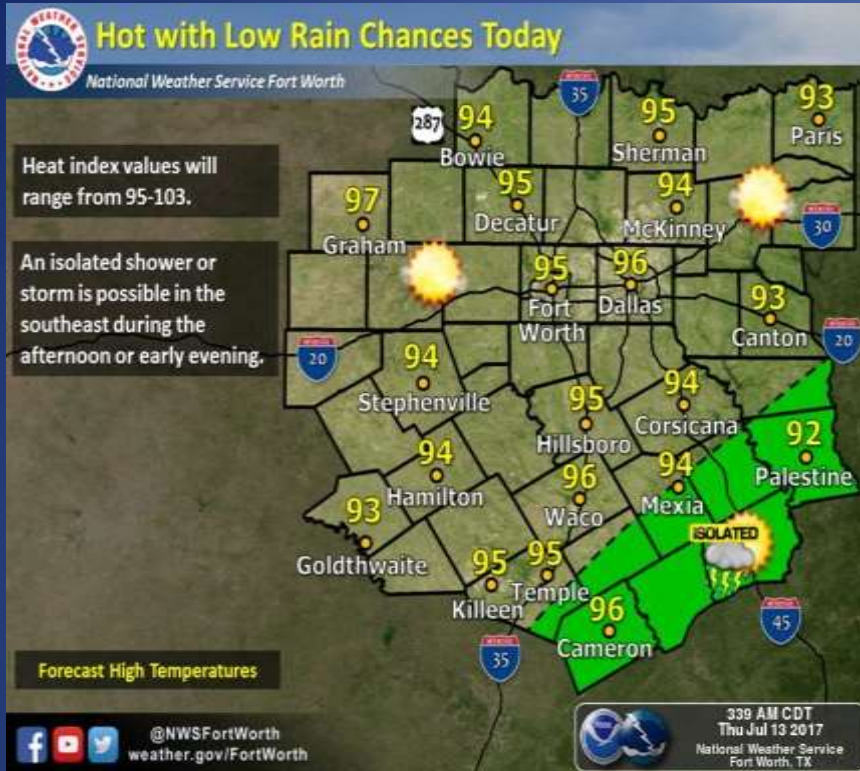 NATIONAL WEATHER SERVICE
Hot with Low Rain Chances Today
National Weather Service Fort Worth
Heat index values will
range from 95-103.
An isolated shower or
storm is possible in the
southeast during the
afternoon or early evening.
35
287
94
Bowie
95
Sherman
93
Paris
97
Graham
95
Decatur
94
McKinney
30
95
Fort
Worth
96
Dallas
93
Canton
20
20
94
Stephenville
95
Hillsboro
94
Corsicana
92
Palestine
94
Hamilton
96
Waco
94
Mexia
93
Goldthwaite
ISOLATED
95
Killeen
95
Temple
96
Cameron
45
35
Forecast High Temperatures
@NWSFortWorth
weather.gov/FortWorth
339 AM CDT
Thu Jul 13 2017
National Weather Service
Fort Worth, TX